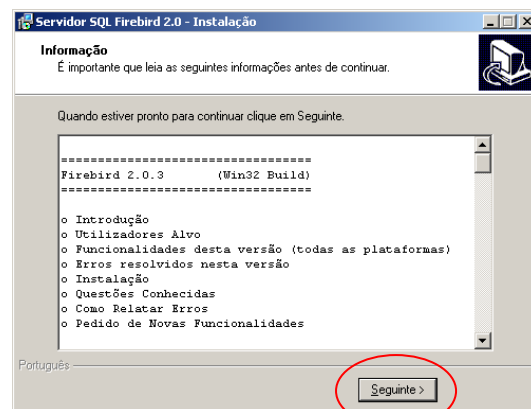 Servidor SQL Firebird 2.0 - Instalação
Informação
É importante que leia as seguintes informações antes de continuar.
Quando estiver pronto para continuar clique em Seguinte.
==================================
Firebird 2.0.3 (Win32 Build)
==================================
o Introdução
o Utilizadores Alvo
o Funcionalidades desta versão (todas as plataformas)
o Erros resolvidos nesta versão
o Instalação
o Questões Conhecidas
o Como Relatar Erros
o Pedido de Novas Funcionalidades
Português
Seguinte >